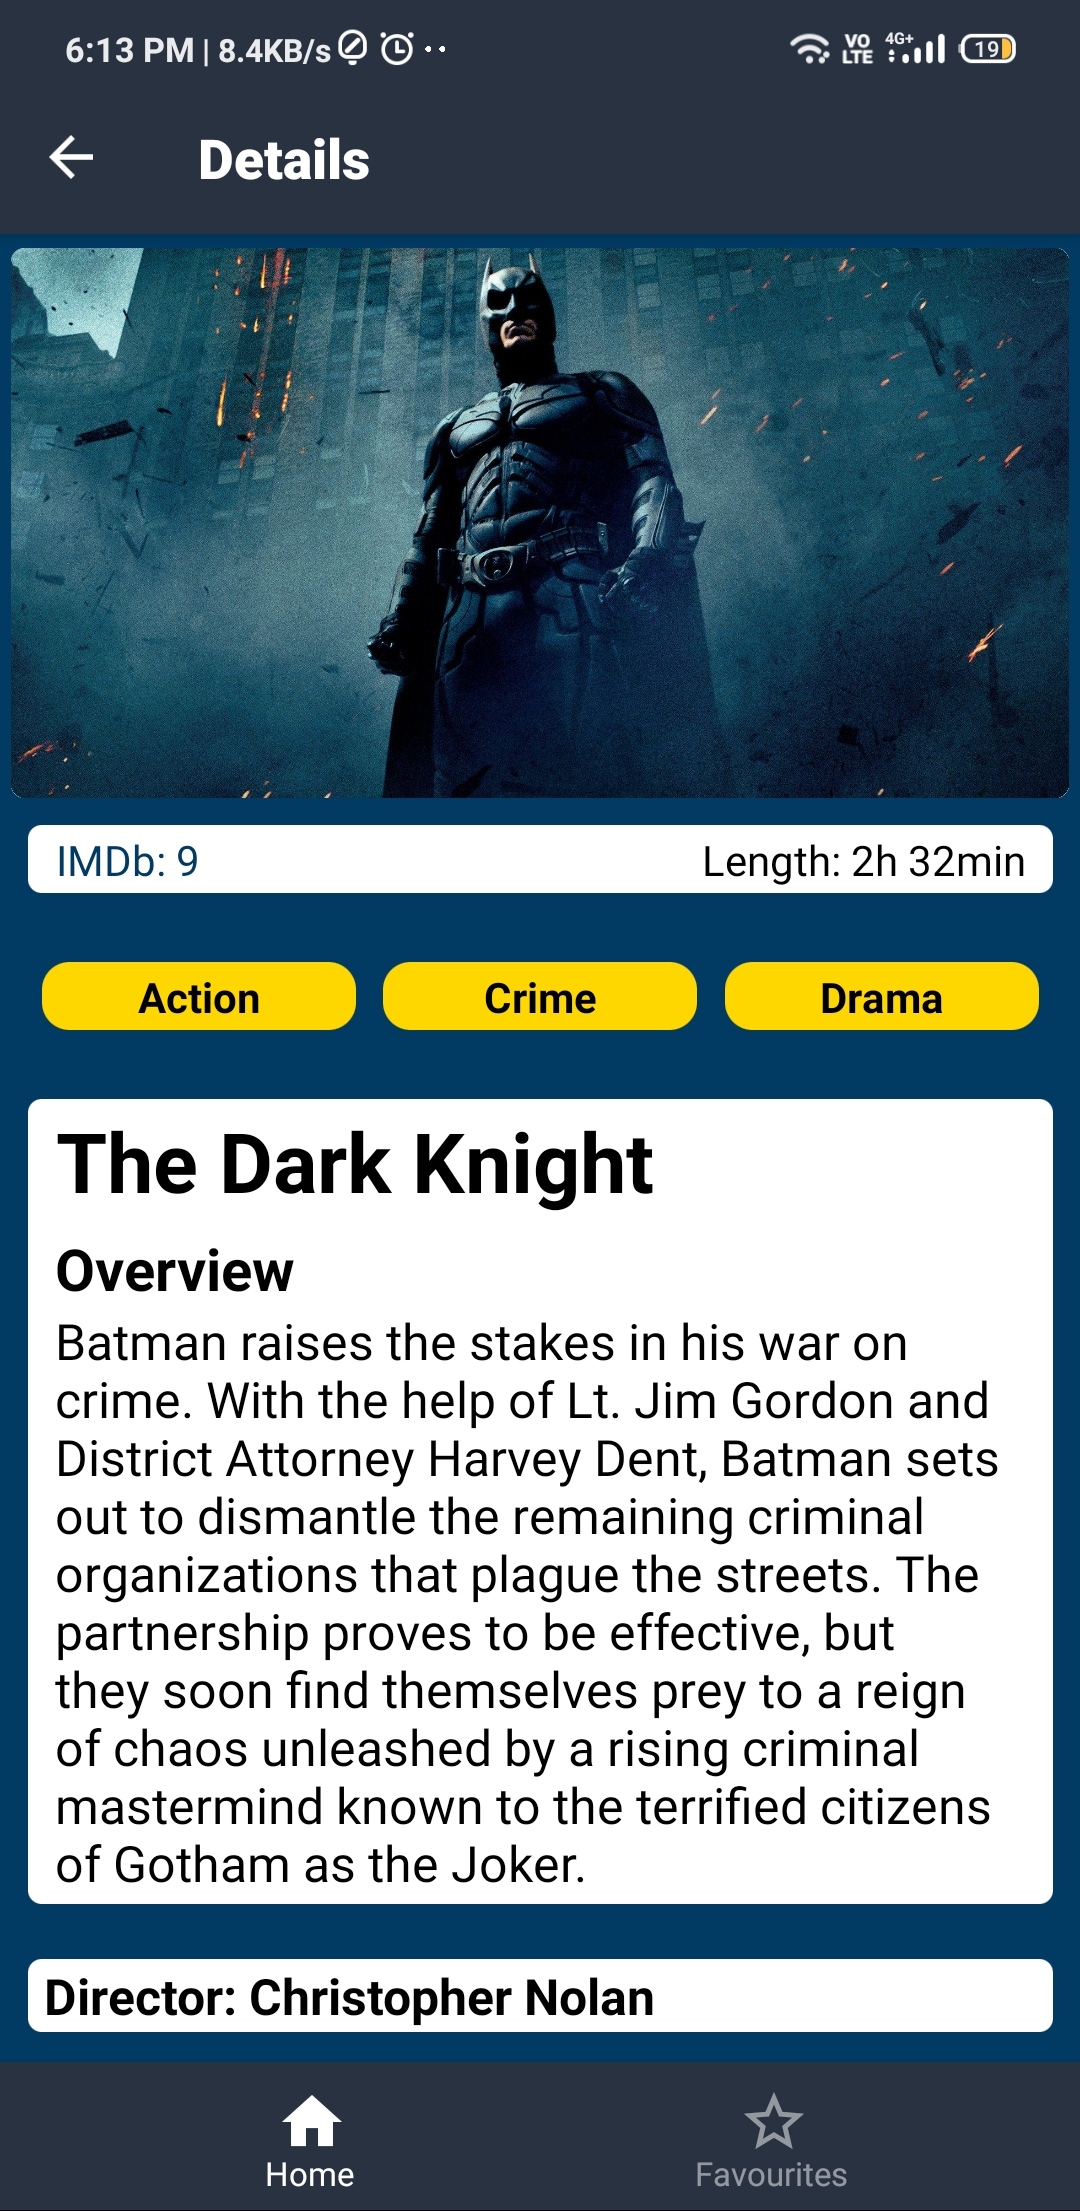 6:13 PM | 8.4KB/s
VO LTE 4G+ 19
Details
IMDb: 9
Length: 2h 32min
Action
Crime
Drama
The Dark Knight
Overview
Batman raises the stakes in his war on
crime. With the help of Lt. Jim Gordon and
District Attorney Harvey Dent, Batman sets
out to dismantle the remaining criminal
organizations that plague the streets. The
partnership proves to be effective, but
they soon find themselves prey to a reign
of chaos unleashed by a rising criminal
mastermind known to the terrified citizens
of Gotham as the Joker.
Director: Christopher Nolan
Home
Favourites